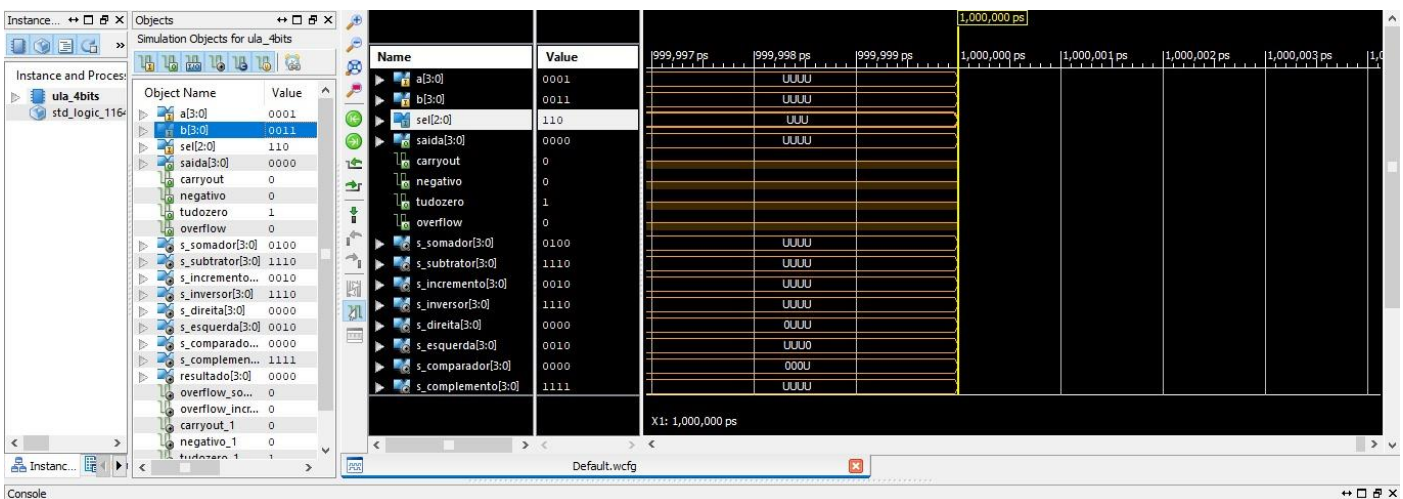 Instance...
Objects
Simulation Objects for ula_4bits
»
Instance and Process
ula_4bits
std_logic_1164
Object Name Value
a[3:0] 0001
b[3:0] 0011
sel[2:0] 110
saida[3:0] 0000
carryout 0
negativo 0
tudozero 1
overflow 0
s_somador[3:0] 0100
s_subtrator[3:0] 1110
s_incremento... 0010
s_inversor[3:0] 1110
s_direita[3:0] 0000
s_esquerda[3:0] 0010
s_comparado... 0000
s_complemen... 1111
resultado[3:0] 0000
overflow_so... 0
overflow_incr... 0
carryout_1 0
negativo_1 0
tudozero_1 1
Instanc...
1,000,000 ps
Name Value 999,997 ps 999,998 ps 999,999 ps 1,000,000 ps 1,000,001 ps 1,000,002 ps 1,000,003 ps
a[3:0] 0001 UUUU
b[3:0] 0011 UUUU
sel[2:0] 110 UUU
saida[3:0] 0000 UUUU
carryout 0
negativo 0
tudozero 1
overflow 0
s_somador[3:0] 0100 UUUU
s_subtrator[3:0] 1110 UUUU
s_incremento[3:0] 0010 UUUU
s_inversor[3:0] 1110 UUUU
s_direita[3:0] 0000 0UUU
s_esquerda[3:0] 0010 UUU0
s_comparador[3:0] 0000 000U
s_complemento[3:0] 1111 UUUU
X1: 1,000,000 ps
Default.wcfg
Console